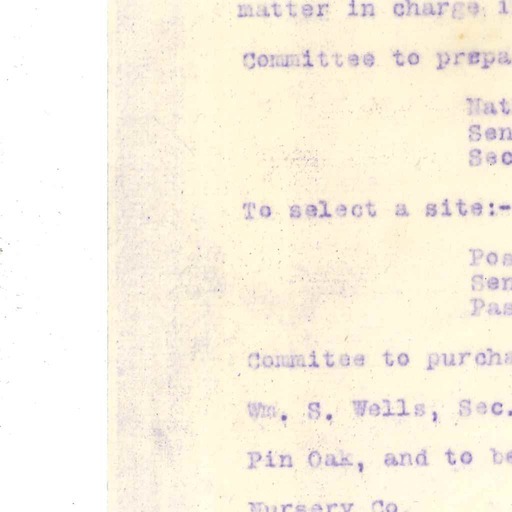 matter in charge
Committee to prepa
Nat
Sen
Sec
To select a site:-
Pos
Sen
Pas
Commitee to purcha
Wm. S. Wells, Sec.
Pin Oak, and to be
Nursery Co.